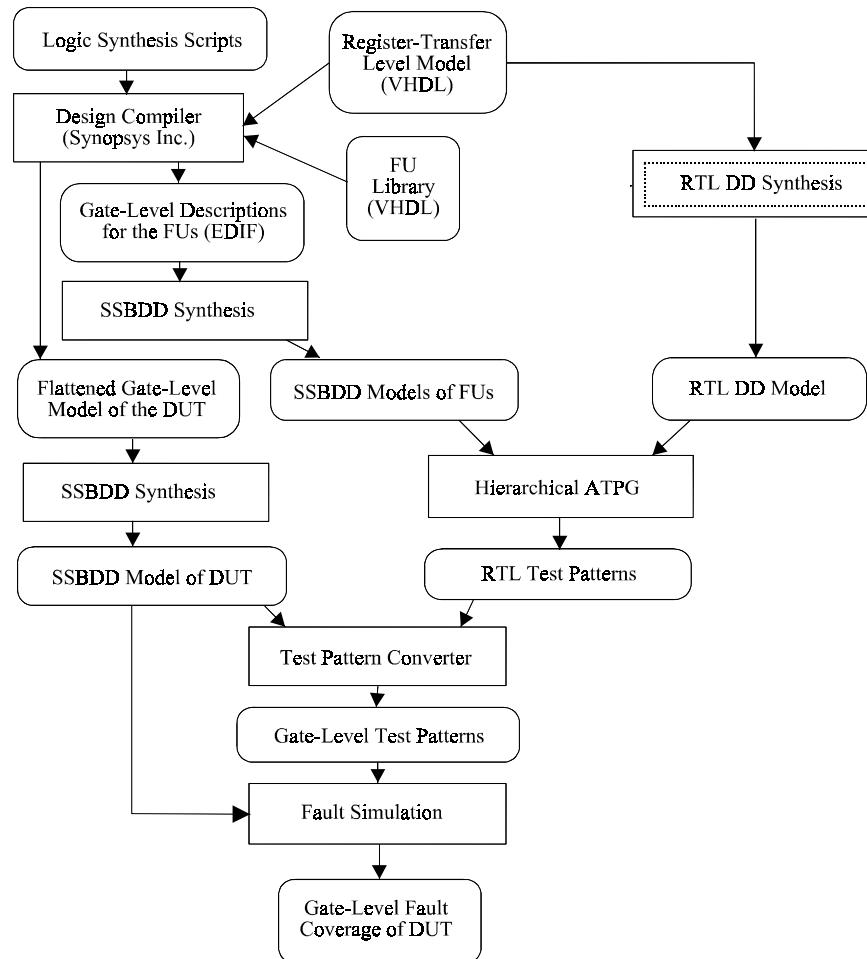 Logic Synthesis Scripts
Register-Transfer
Level Model
(VHDL)
Design Compiler
(Synopsys Inc.)
FU
Library
(VHDL)
RTL DD Synthesis
Gate-Level Descriptions
for the FUs (EDIF)
SSBDD Synthesis
Flattened Gate-Level
Model of the DUT
SSBDD Models of FUs
RTL DD Model
SSBDD Synthesis
Hierarchical ATPG
SSBDD Model of DUT
RTL Test Patterns
Test Pattern Converter
Gate-Level Test Patterns
Fault Simulation
Gate-Level Fault
Coverage of DUT